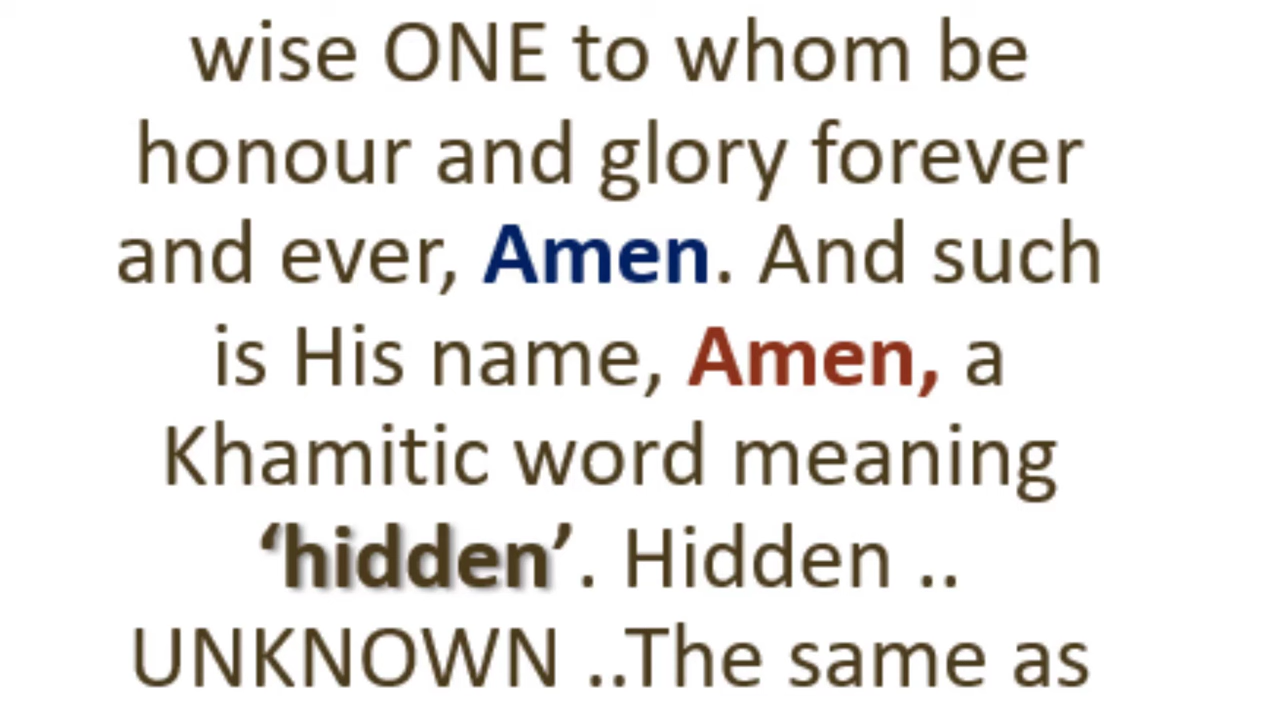 wise ONE to whom be
honour and glory forever
and ever, Amen. And such
is His name, Amen, a
Khamitic word meaning
‘hidden’. Hidden ..
UNKNOWN ..The same as